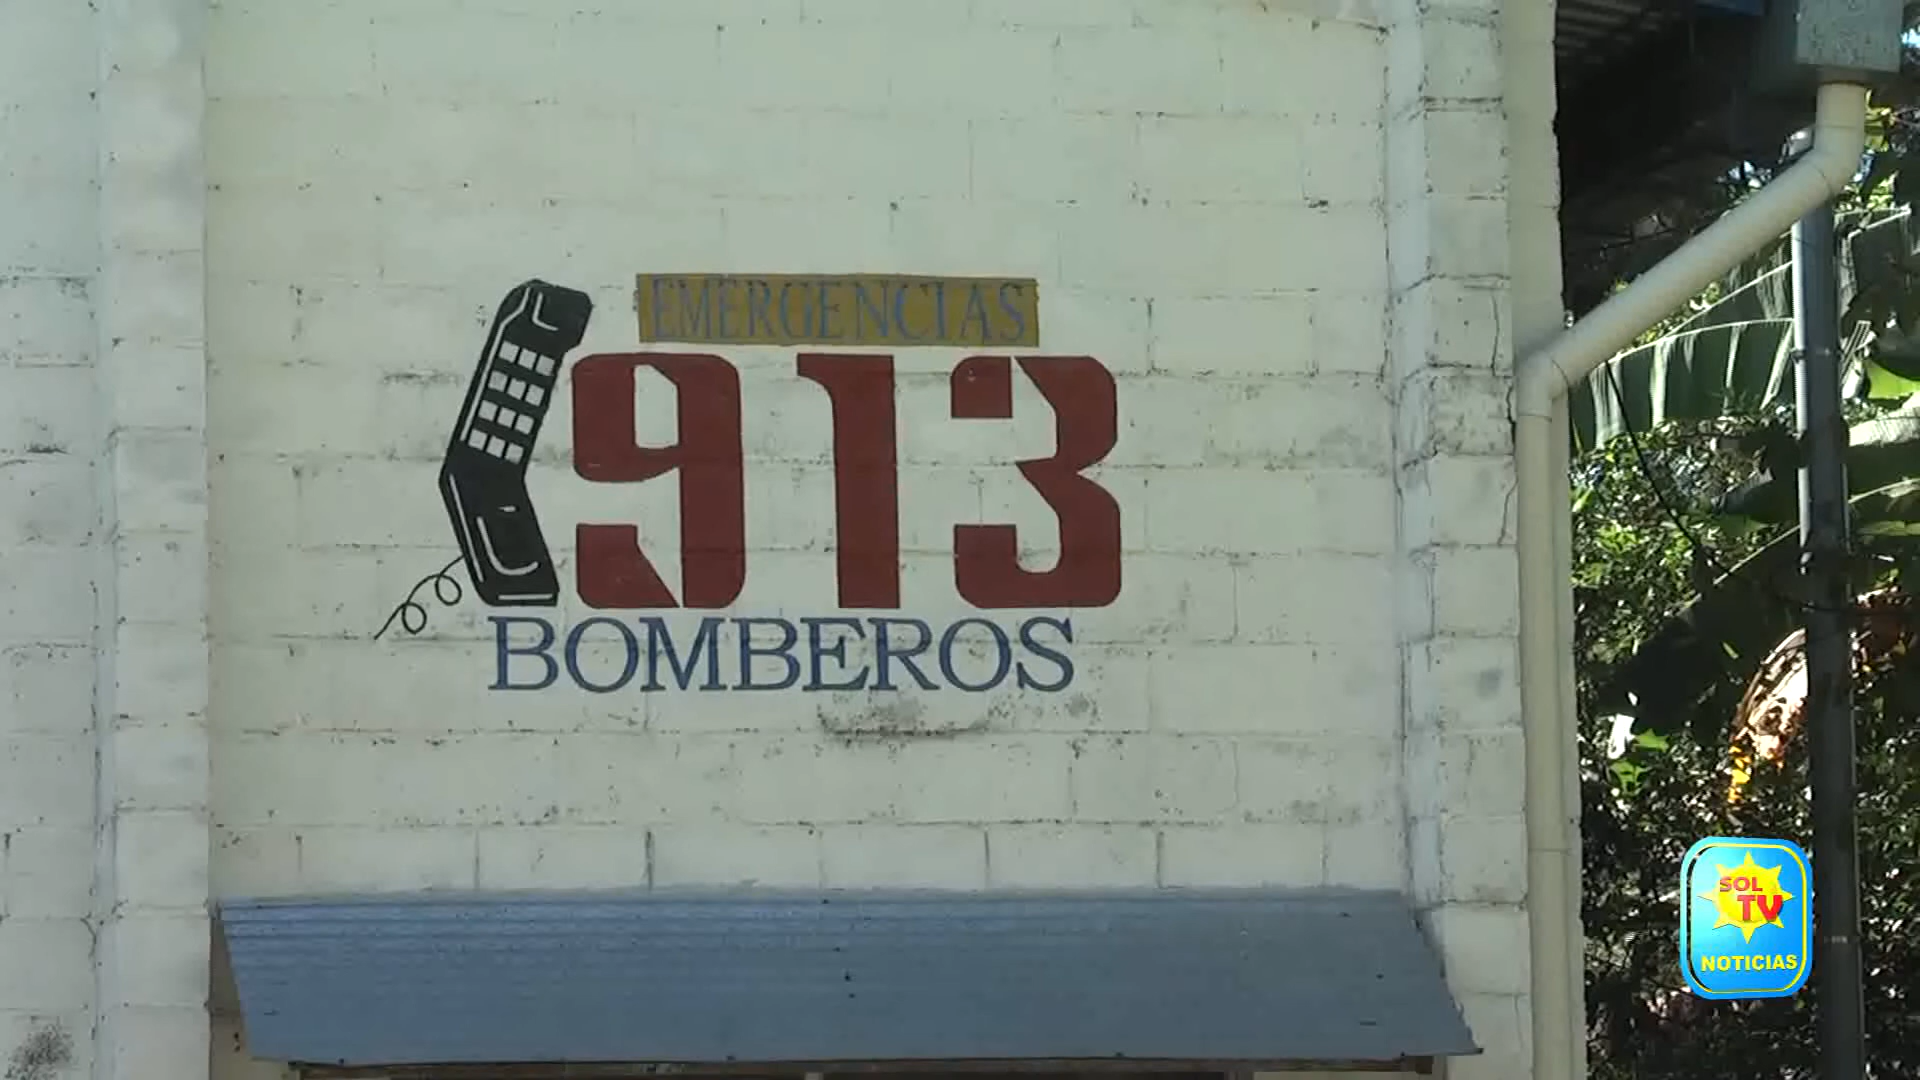 EMERGENCIAS
913
BOMBEROS
SOL
TV
NOTICIAS